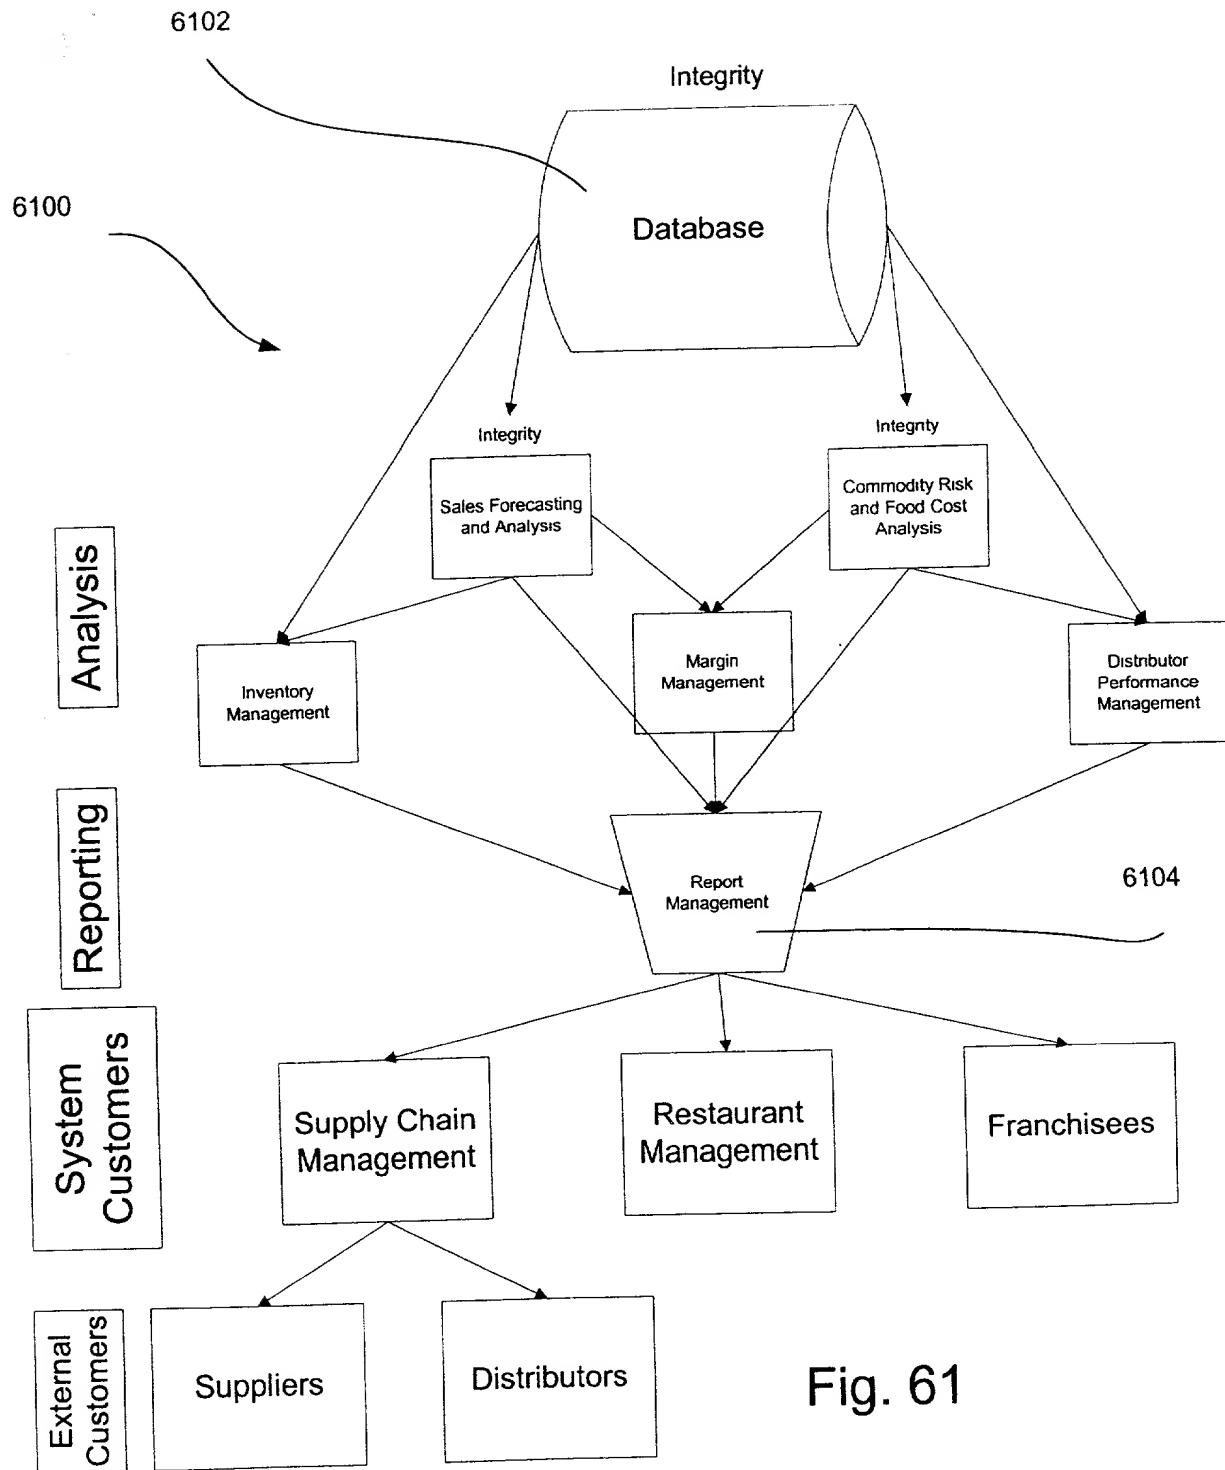 6102
Integrity
6100
Database
Integrity
Integrity
Sales Forecasting
and Analysis
Commodity Risk
and Food Cost
Analysis
Analysis
Inventory
Management
Margin
Management
Distributor
Performance
Management
Reporting
Report
Management
6104
System
Customers
Supply Chain
Management
Restaurant
Management
Franchisees
External
Customers
Suppliers
Distributors
Fig. 61